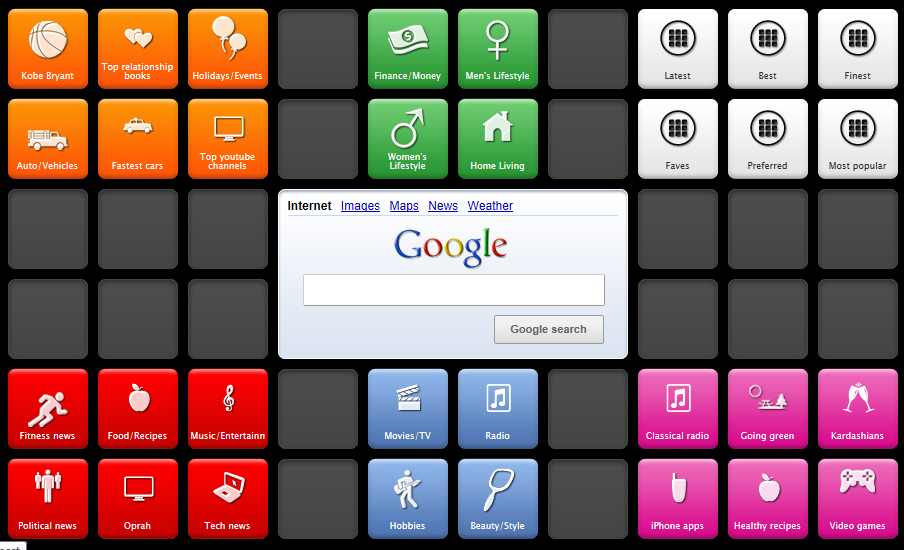 Kobe Bryant
Top relationship
books
Holidays/Events
Finance/Money
Men's Lifestyle
Latest
Best
Finest
Auto/Vehicles
Fastest cars
Top youtube
channels
Women's
Lifestyle
Home Living
Faves
Preferred
Most popular
Internet Images Maps News Weather
Google
Google search
Fitness news
Food/Recipes
Music/Entertainm
Movies/TV
Radio
Classical radio
Going green
Kardashians
Political news
Oprah
Tech news
Hobbies
Beauty/Style
iPhone apps
Healthy recipes
Video games